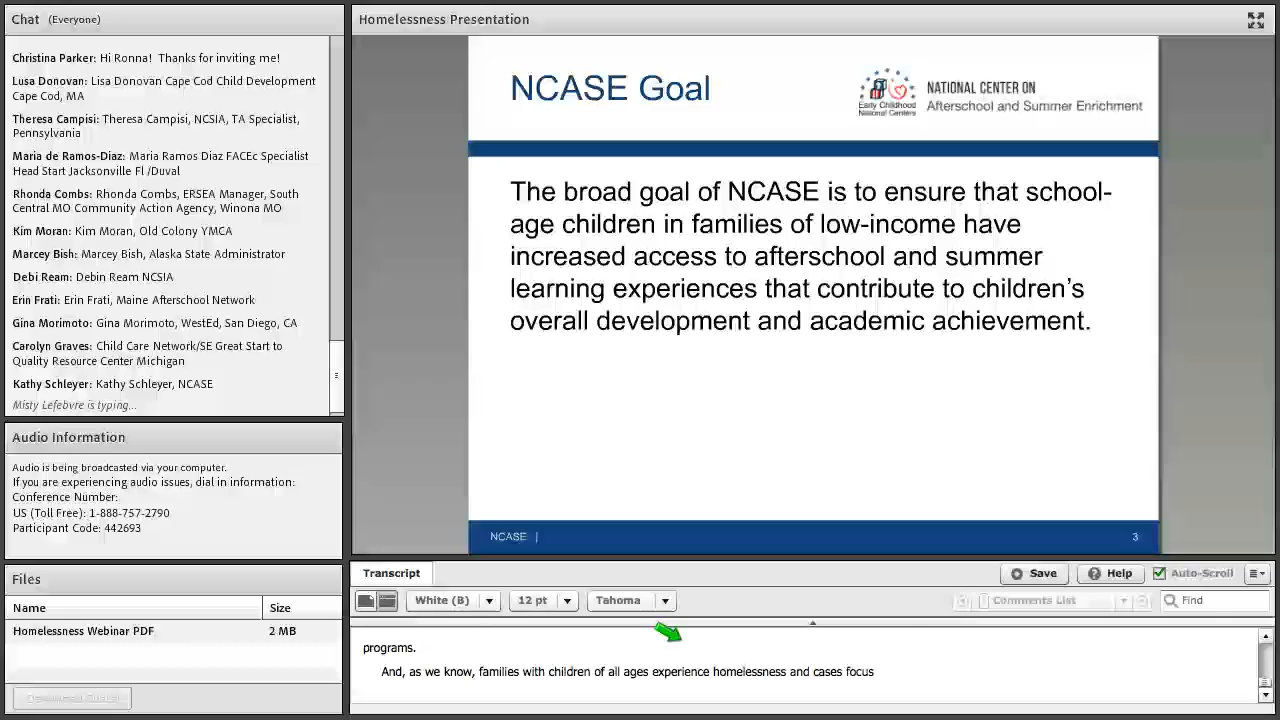 Chat (Everyone)
Christina Parker: Hi Ronna! Thanks for inviting me!
Lusa Donovan: Lisa Donovan Cape Cod Child Development
Cape Cod, MA
Theresa Campisi: Theresa Campisi, NCSIA, TA Specialist,
Pennsylvania
Maria de Ramos-Diaz: Maria Ramos Diaz FACEc Specialist
Head Start Jacksonville Fl /Duval
Rhonda Combs: Rhonda Combs, ERSEA Manager, South
Central MO Community Action Agency, Winona MO
Kim Moran: Kim Moran, Old Colony YMCA
Marcey Bish: Marcey Bish, Alaska State Administrator
Debi Ream: Debin Ream NCSIA
Erin Frati: Erin Frati, Maine Afterschool Network
Gina Morimoto: Gina Morimoto, WestEd, San Diego, CA
Carolyn Graves: Child Care Network/SE Great Start to
Quality Resource Center Michigan
Kathy Schleyer: Kathy Schleyer, NCASE
Misty Lefebvre is typing...
Audio Information
Audio is being broadcasted via your computer.
If you are experiencing audio issues, dial in information:
Conference Number:
US (Toll Free): 1-888-757-2790
Participant Code: 442693
Files
Name Size
Homelessness Webinar PDF 2 MB
Homelessness Presentation
NCASE Goal
Early Childhood
National Centers
NATIONAL CENTER ON
Afterschool and Summer Enrichment
The broad goal of NCASE is to ensure that school-
age children in families of low-income have
increased access to afterschool and summer
learning experiences that contribute to children's
overall development and academic achievement.
NCASE | 3
Transcript Save Help Auto-Scroll
White (B) 12 pt Tahoma Comments List Find
programs.
And, as we know, families with children of all ages experience homelessness and cases focus